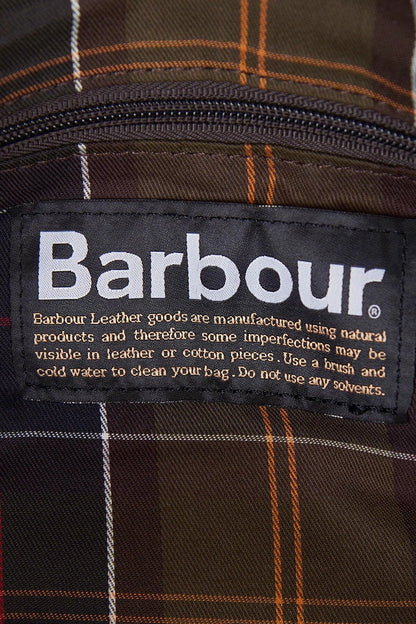 Barbour®
Barbour Leather goods are manufactured using natural
products and therefore some imperfections may be
visible in leather or cotton pieces. Use a brush and
cold water to clean your bag. Do not use any solvents.